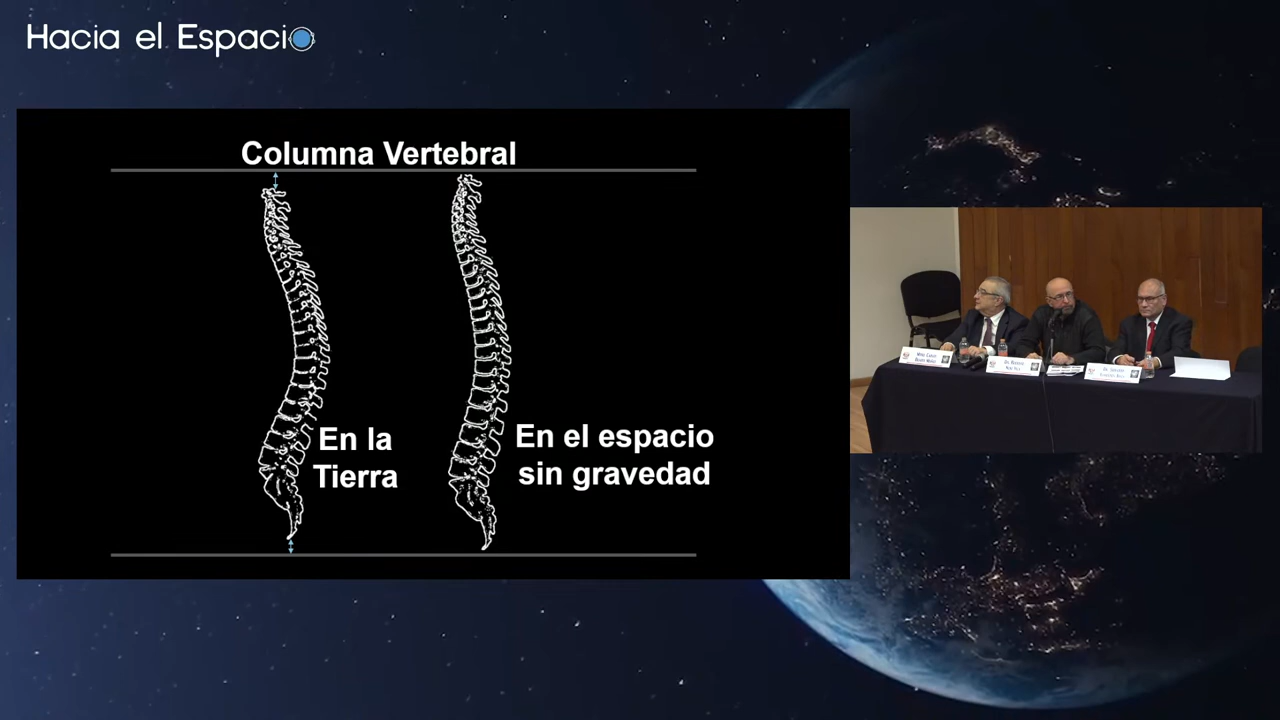 Hacia el Espacio
Columna Vertebral
En la
Tierra
En el espacio
sin gravedad